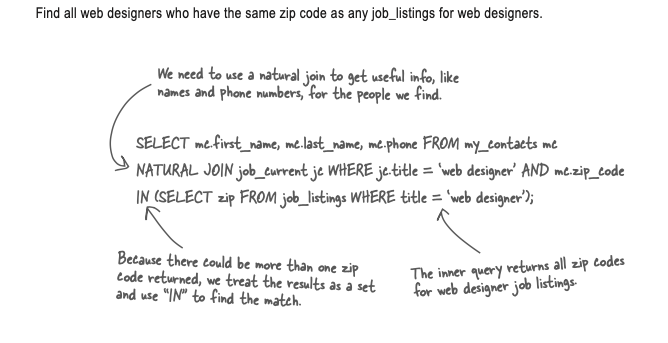 Find all web designers who have the same zip code as any job_listings for web designers.
We need to use a natural join to get useful info, like
names and phone numbers, for the people we find.
SELECT mc.first_name, mc.last_name, mc.phone FROM my_contacts mc
NATURAL JOIN job_current jc WHERE jc.title = 'web designer' AND mc.zip_code
IN (SELECT zip FROM job_listings WHERE title = 'web designer');
Because there could be more than one zip
code returned, we treat the results as a set
and use "IN" to find the match.
The inner query returns all zip codes
for web designer job listings.